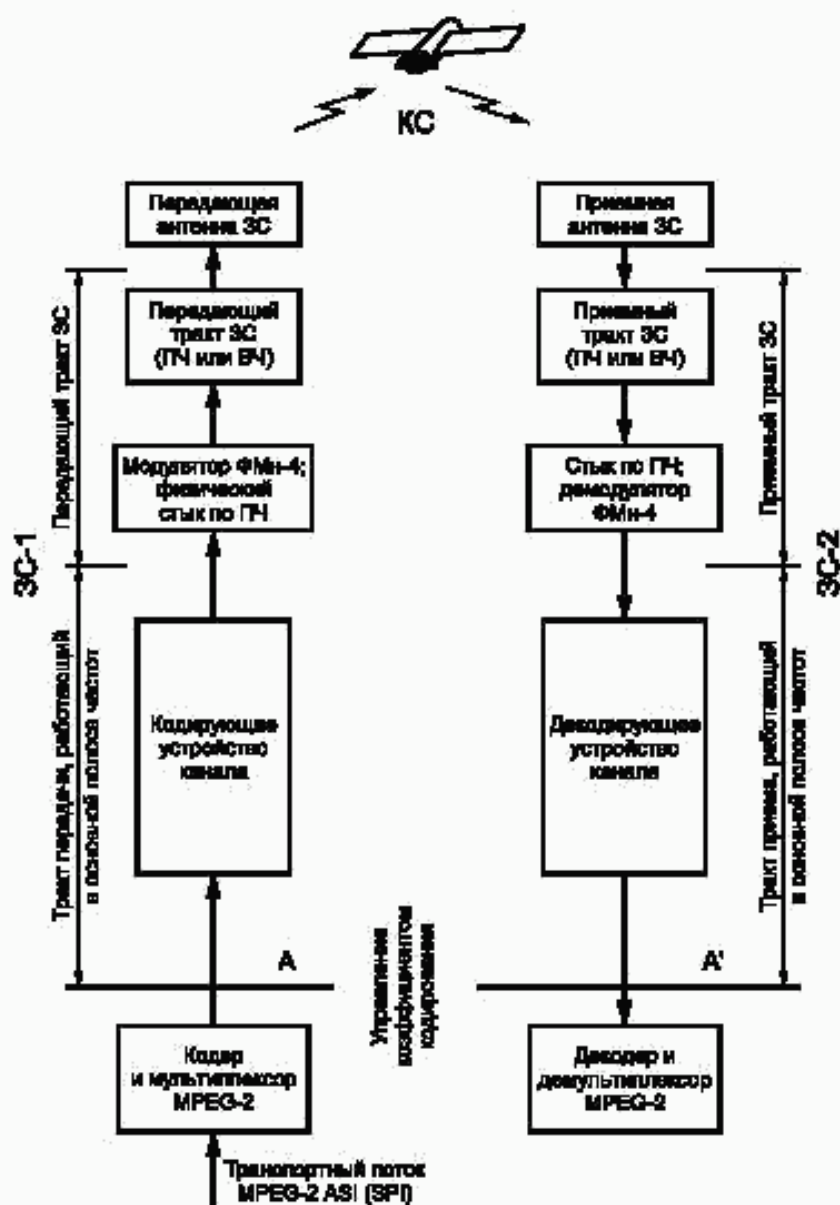 КС
Передающая
антенна ЗС
Приемная
антенна ЗС
Передающий
тракт ЗС
(ПЧ или ВЧ)
Приемный
тракт ЗС
(ПЧ или ВЧ)
Передующий тракт ЗС
Приемный тракт ЗС
Модулятор ФМн-4;
физический
стык по ПЧ
Стык по ПЧ;
демодулятор
ФМн-4
ЗС-1
ЗС-2
Тракт передачи, работающий
в основной полосе частот
Кодирующее
устройство
канала
Декодирующее
устройство
канала
Тракт приема, работающий
в основной полосе частот
А
Управление
коэффициентом
кодирования
А'
Кодер
и мультиплексор
MPEG-2
Декодер и
демультиплексор
MPEG-2
Транспортный поток
MPEG-2 ASI (SPI)